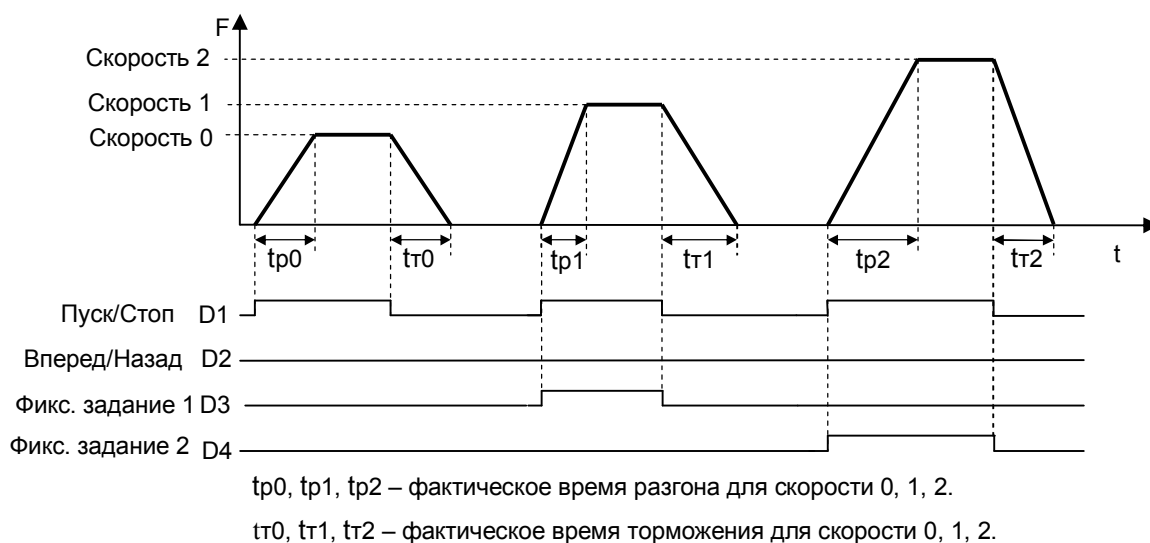 F
Скорость 2
Скорость 1
Скорость 0
tр0 tт0 tр1 tт1 tр2 tт2 t
Пуск/Стоп D1
Вперед/Назад D2
Фикс. задание 1 D3
Фикс. задание 2 D4
tр0, tр1, tр2 – фактическое время разгона для скорости 0, 1, 2.
tт0, tт1, tт2 – фактическое время торможения для скорости 0, 1, 2.